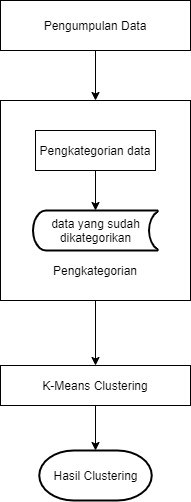 Pengumpulan Data
Pengkategorian data
data yang sudah
dikategorikan
Pengkategorian
K-Means Clustering
Hasil Clustering